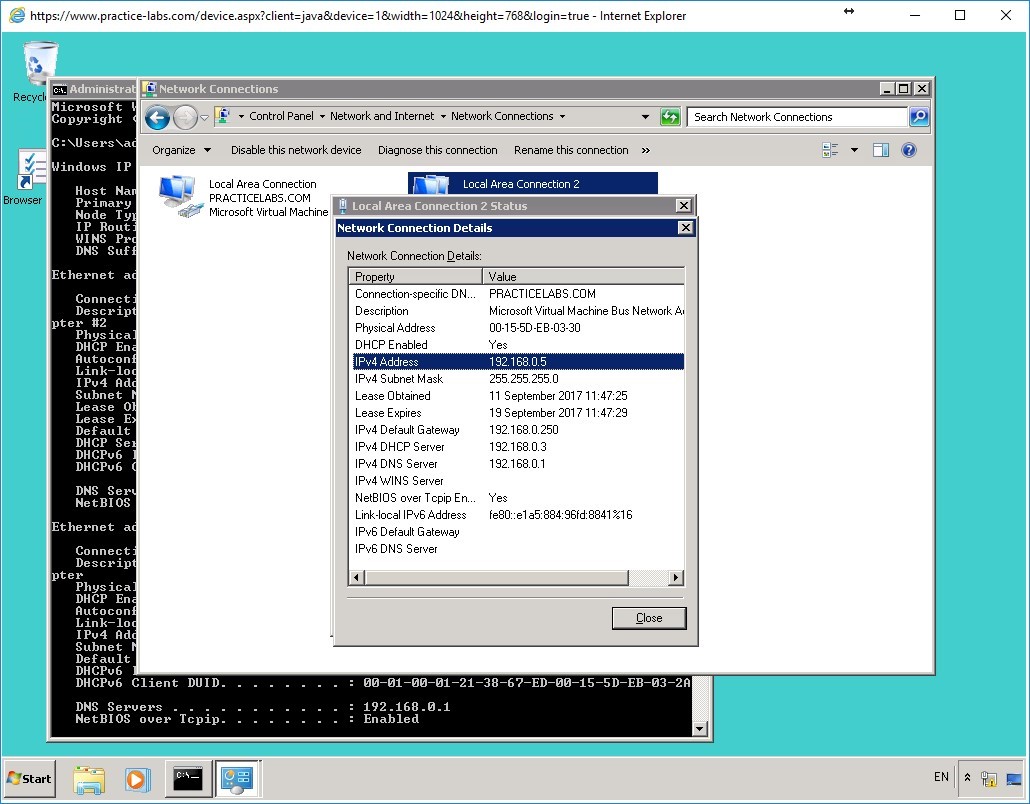 https://www.practice-labs.com/device.aspx?client=java&device=1&width=1024&height=768&login=true - Internet Explorer
Administrat
Microsoft
Copyright
C:\Users\ad
Windows IP
Host Nam
Primary
Node Typ
IP Routi
WINS Pro
DNS Suff
Ethernet ad
Connecti
Descript
pter #2
Physical
DHCP Ena
Autoconf
Link-loc
IPv4 Add
Subnet M
Lease Ob
Lease Ex
Default
DHCP Ser
DHCPv6 I
DHCPv6 C
DNS Serv
NetBIOS
Ethernet ad
Connecti
Descript
pter
Physical
DHCP Ena
Autoconf
Link-loc
IPv4 Add
Subnet M
Default
DHCPv6 I
DHCPv6 Client DUID. . . . . . . . : 00-01-00-01-21-38-67-ED-00-15-5D-EB-03-2A
DNS Servers . . . . . . . . . . . : 192.168.0.1
NetBIOS over Tcpip. . . . . . . . : Enabled
Recycl
Browser
Network Connections
Control Panel Network and Internet Network Connections
Search Network Connections
Organize Disable this network device Diagnose this connection Rename this connection »
Local Area Connection
PRACTICELABS.COM
Microsoft Virtual Machine
Local Area Connection 2
Local Area Connection 2 Status
Network Connection Details
Network Connection Details:
Property Value
Connection-specific DN... PRACTICELABS.COM
Description Microsoft Virtual Machine Bus Network A
Physical Address 00-15-5D-EB-03-30
DHCP Enabled Yes
IPv4 Address 192.168.0.5
IPv4 Subnet Mask 255.255.255.0
Lease Obtained 11 September 2017 11:47:25
Lease Expires 19 September 2017 11:47:29
IPv4 Default Gateway 192.168.0.250
IPv4 DHCP Server 192.168.0.3
IPv4 DNS Server 192.168.0.1
IPv4 WINS Server
NetBIOS over Tcpip En... Yes
Link-local IPv6 Address fe80::e1a5:884:96fd:8841%16
IPv6 Default Gateway
IPv6 DNS Server
Close
Start
C:\
EN